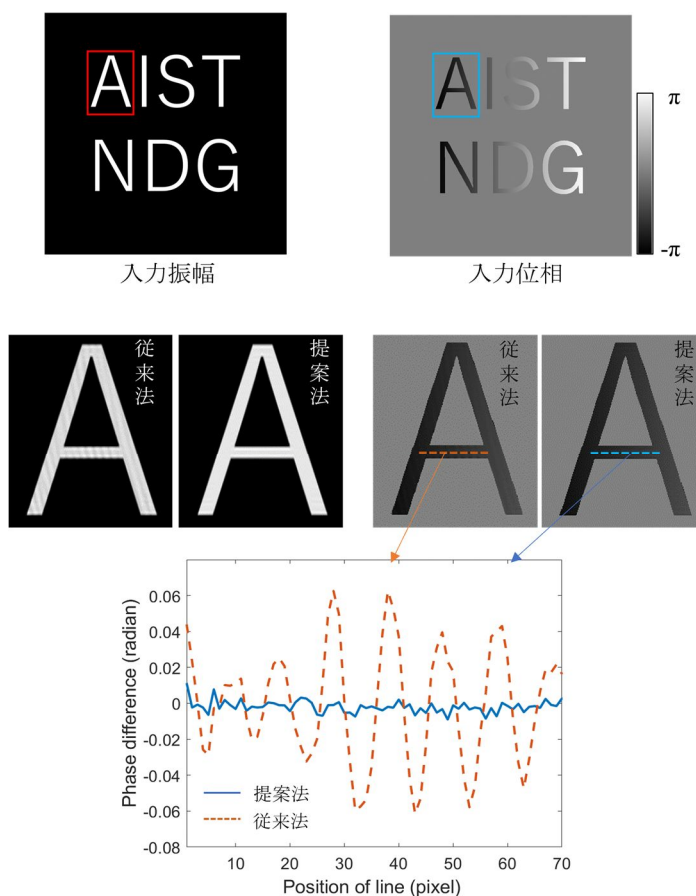 AIST
NDG
入力振幅
AIST
NDG
π
-π
入力位相
従来法
提案法
従来法
提案法
Phase difference (radian)
0.06
0.04
0.02
0
-0.02
-0.04
-0.06
-0.08
提案法
従来法
10 20 30 40 50 60 70
Position of line (pixel)